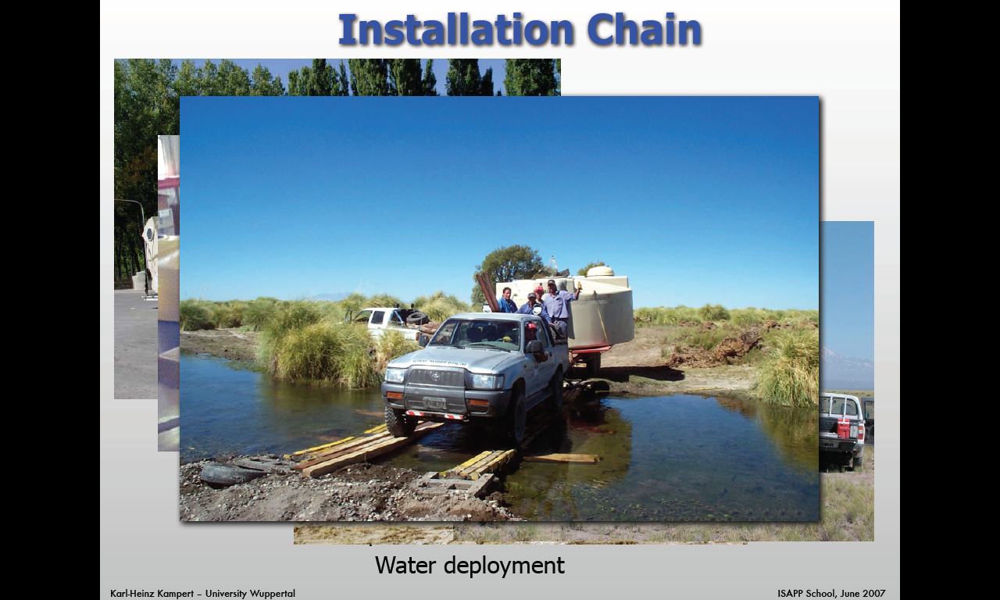 Installation Chain
Water deployment
Karl-Heinz Kampert – University Wuppertal
ISAPP School, June 2007